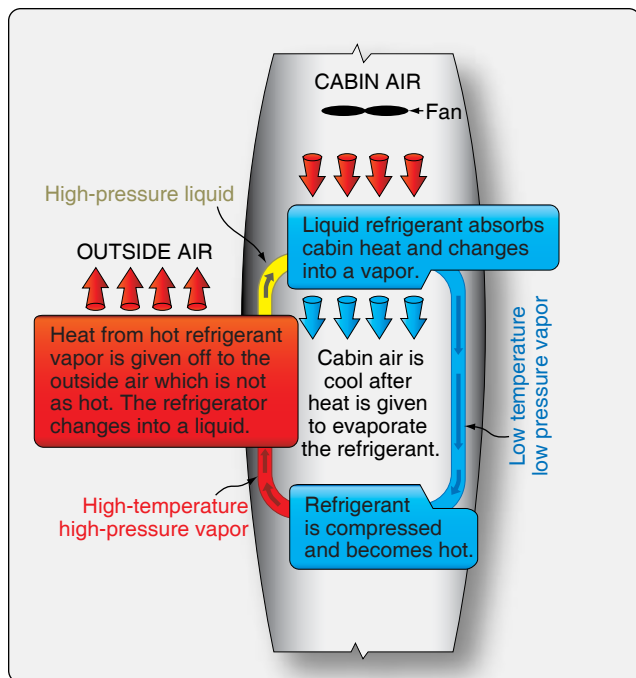 CABIN AIR
Fan
High-pressure liquid
Liquid refrigerant absorbs
cabin heat and changes
into a vapor.
OUTSIDE AIR
Heat from hot refrigerant
vapor is given off to the
outside air which is not
as hot. The refrigerator
changes into a liquid.
Cabin air is
cool after
heat is given
to evaporate
the refrigerant.
Low temperature
low pressure vapor
High-temperature
high-pressure vapor
Refrigerant
is compressed
and becomes hot.